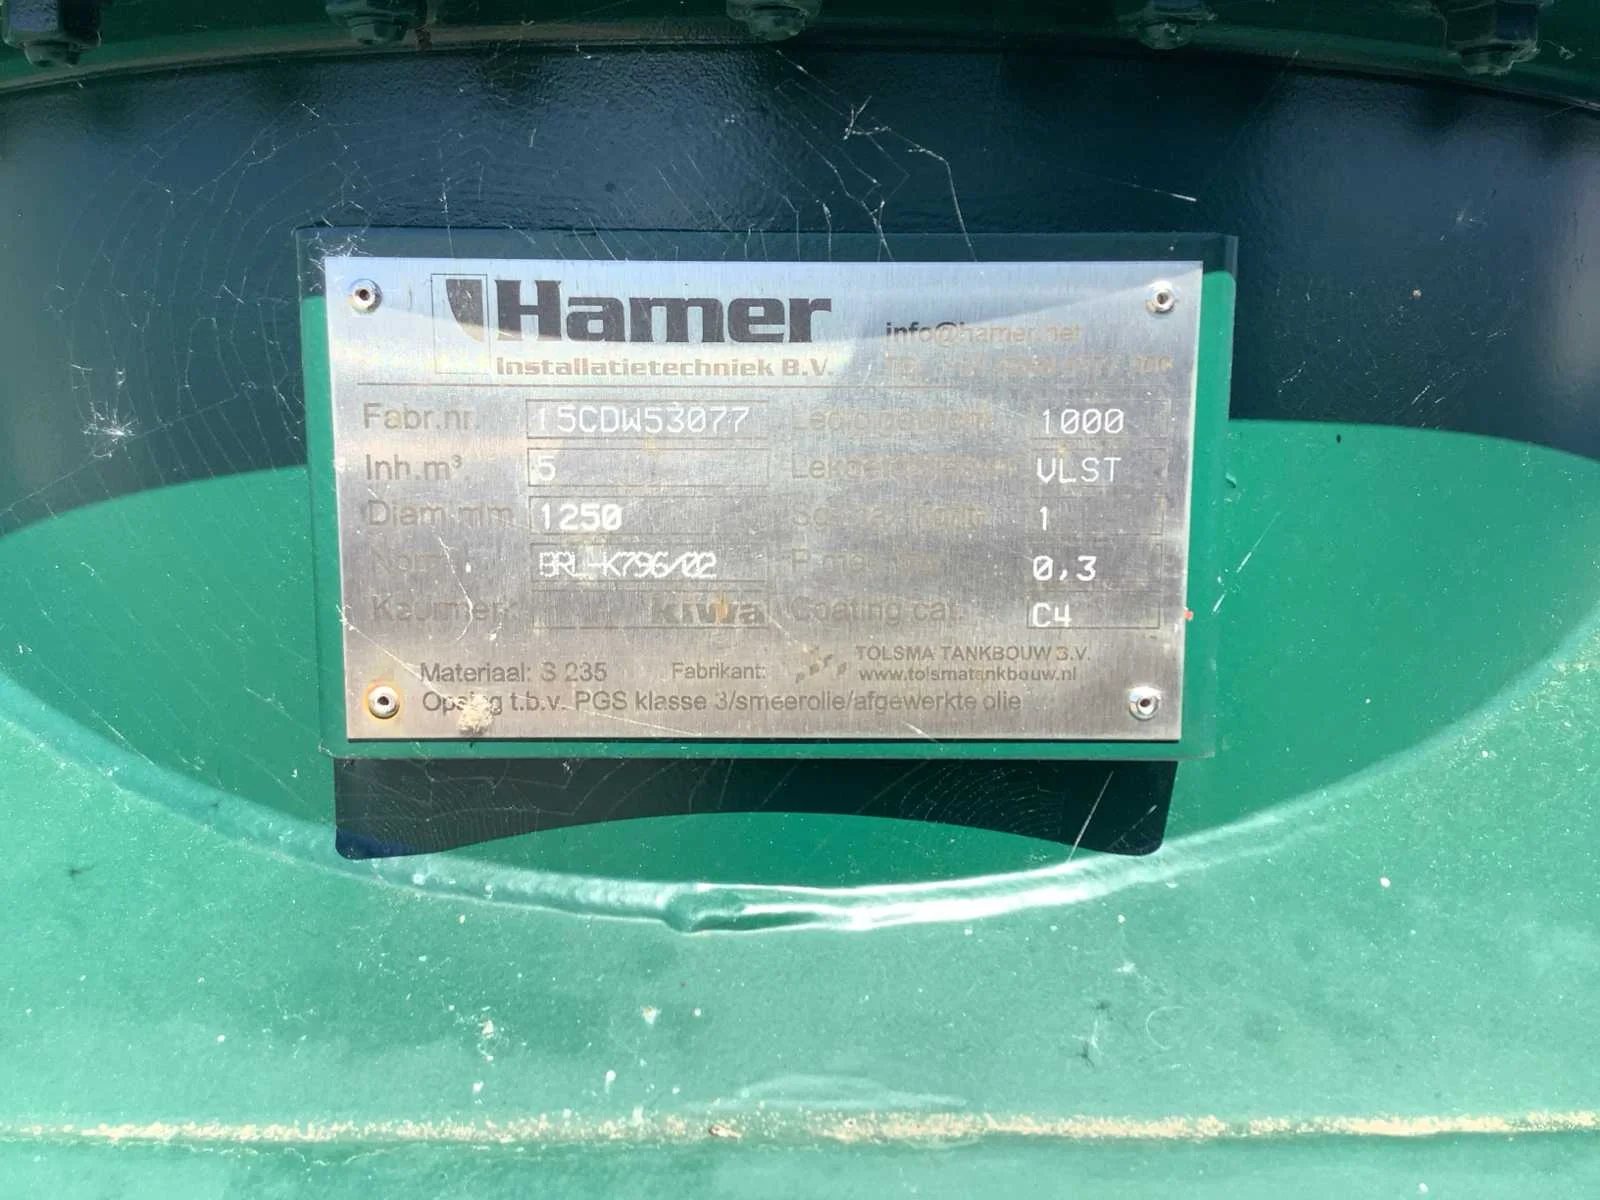 Hamer
Installatietechniek B.V. info@hamer.net
Fabr.nr. 15CDW53077 1000
Inh.m³ 5 VLST
Diam.mm 1250 1
BRL-K796/02 0,3
Keurmerk kiwa Coating cat. C4
Materiaal: S 235 Fabrikant: TOLSMA TANKBOUW B.V.
www.tolsmatankbouw.nl
Opslag t.b.v. PGS klasse 3/smeerolie/afgewerkte olie